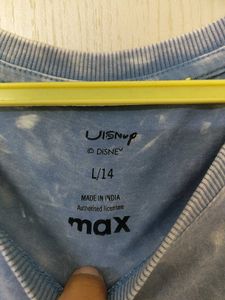 Disney
© DISNEY
L/14
MADE IN INDIA
Authorised licensee
max